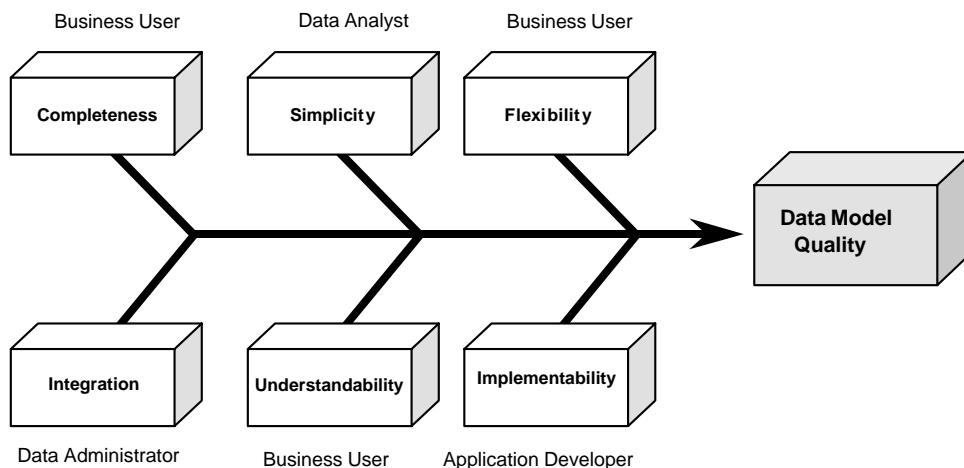 Business User
Data Analyst
Business User
Completeness
Simplicity
Flexibility
Data Model
Quality
Integration
Understandability
Implementability
Data Administrator
Business User
Application Developer